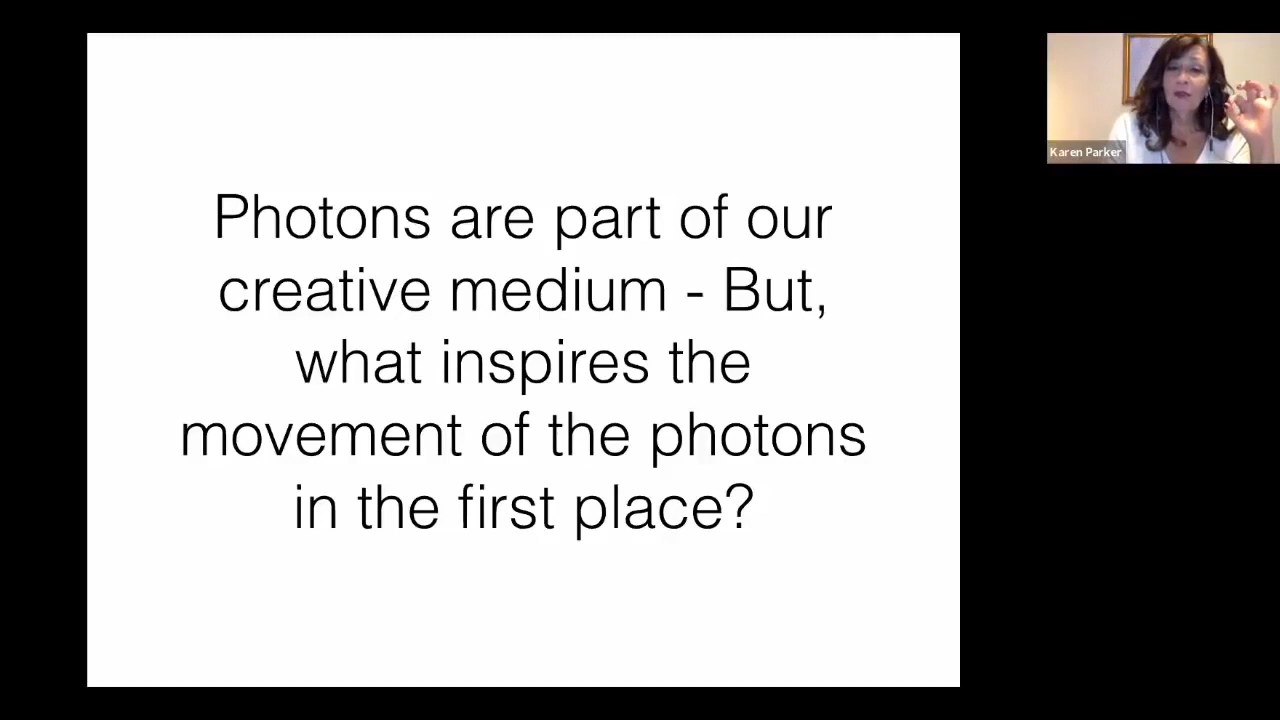 Photons are part of our
creative medium - But,
what inspires the
movement of the photons
in the first place?
Karen Parker